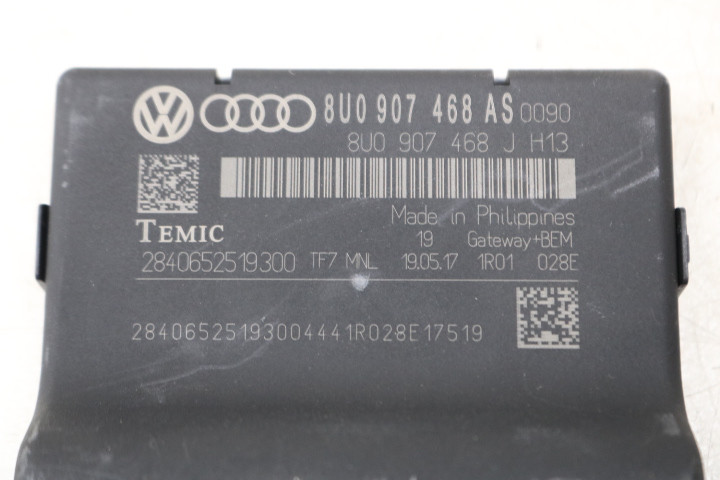 8U0 907 468 AS 0090
8U0 907 468 J H13
Made in Philippines
TEMIC 19 Gateway+BEM
2840652519300 TF7 MNL 19.05.17 1R01 028E
28406525193004441R028E17519